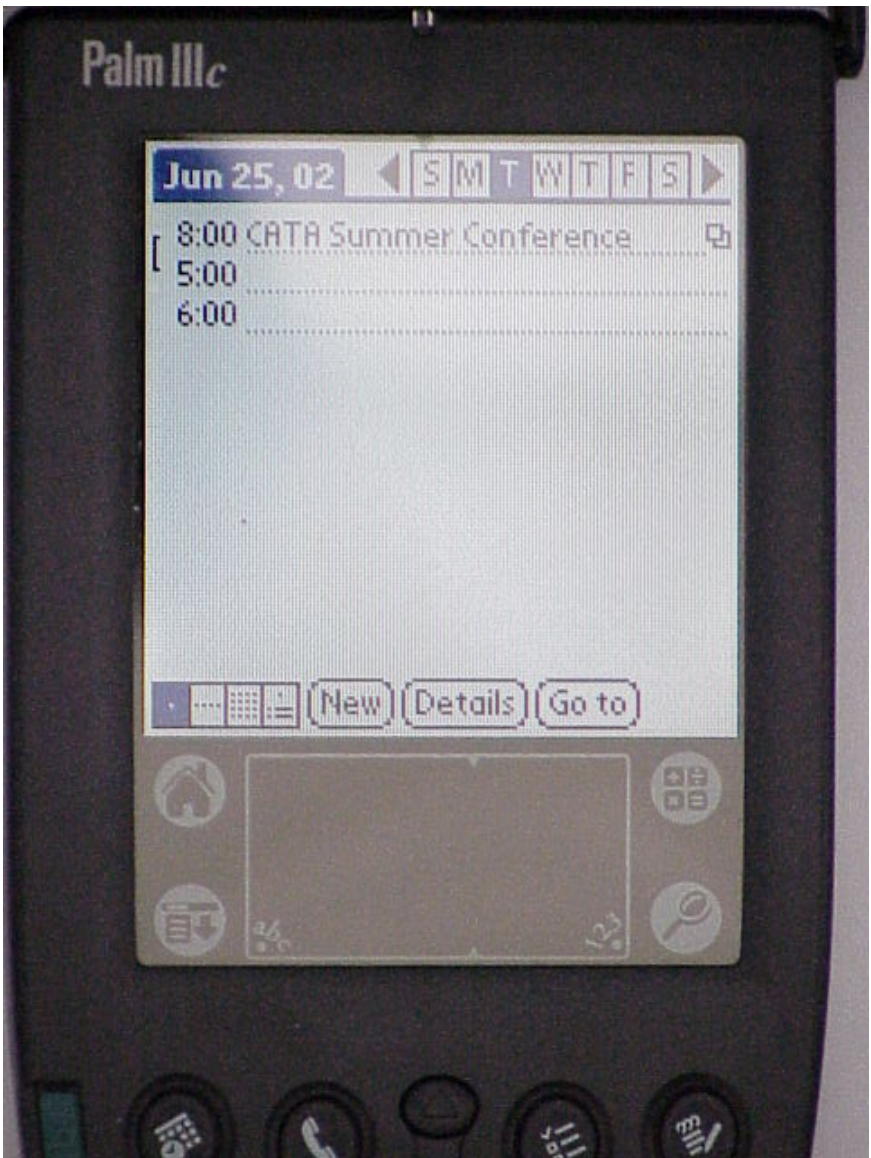 Palm IIIc
Jun 25, 02 S M T W T F S
8:00 CATA Summer Conference
5:00
6:00
New Details Go to
abc 123